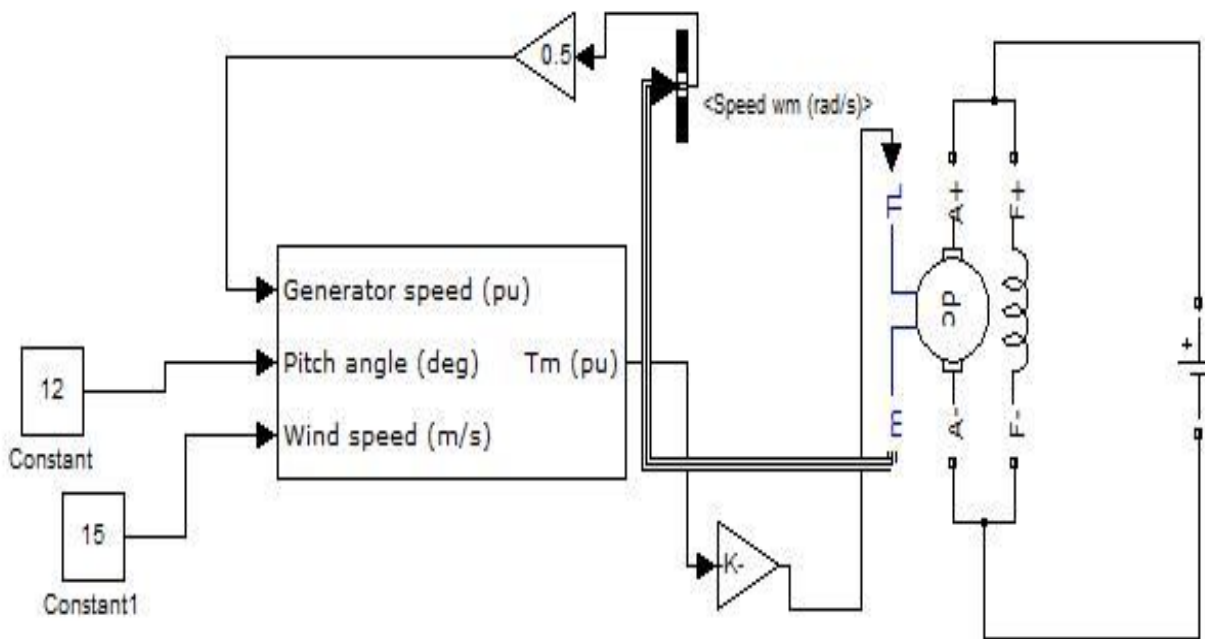 0.5
<Speed wm (rad/s)>
TL
A+
F+
Generator speed (pu)
dc
12
Pitch angle (deg)
Tm (pu)
+
Wind speed (m/s)
m
A-
F-
Constant
15
-K-
Constant1